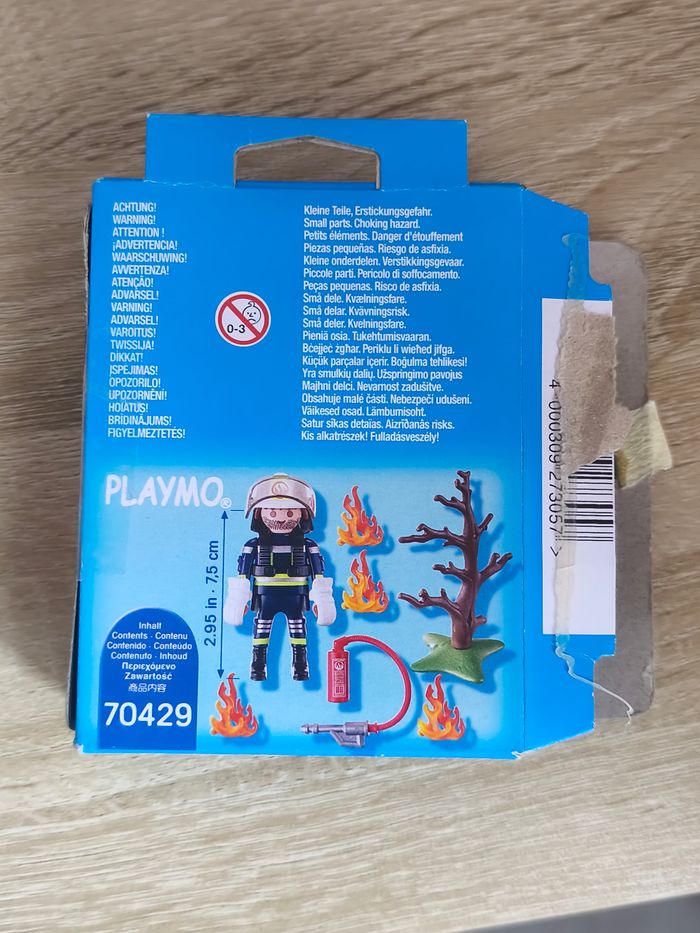 ACHTUNG!
WARNING!
ATTENTION !
¡ADVERTENCIA!
WAARSCHUWING!
AVVERTENZA!
ATENÇÃO!
ADVARSEL!
VARNING!
ADVARSEL!
VAROITUS!
TWISSIJA!
DİKKAT!
ĮSPĖJIMAS!
OPOZORILO!
UPOZORNĚNÍ!
HOIATUS!
BRĪDINĀJUMS!
FIGYELMEZTETÉS!
0-3
Kleine Teile, Erstickungsgefahr.
Small parts. Choking hazard.
Petits éléments. Danger d'étouffement
Piezas pequeñas. Riesgo de asfixia.
Kleine onderdelen. Verstikkingsgevaar.
Piccole parti. Pericolo di soffocamento.
Peças pequenas. Risco de asfixia.
Små dele. Kvælningsfare.
Små delar. Kvävningsrisk.
Små deler. Kvelningsfare.
Pieniä osia. Tukehtumisvaaran.
Bċejjeċ żgħar. Periklu li wieħed jifga.
Küçük parçalar içerir. Boğulma tehlikesi!
Yra smulkių dalių. Užspringimo pavojus
Majhni delci. Nevarnost zadušitve.
Obsahuje malé části. Nebezpečí udušení.
Väikesed osad. Lämbumisoht.
Satur sīkas detaļas. Aizrīšanās risks.
Kis alkatrészek! Fulladásveszély!
PLAYMO®
2.95 in · 7,5 cm
Inhalt
Contents · Contenu
Contenido · Conteúdo
Contenuto · Inhoud
Περιεχόμενο
Zawartość
商品内容
70429
4 000309 273057 >